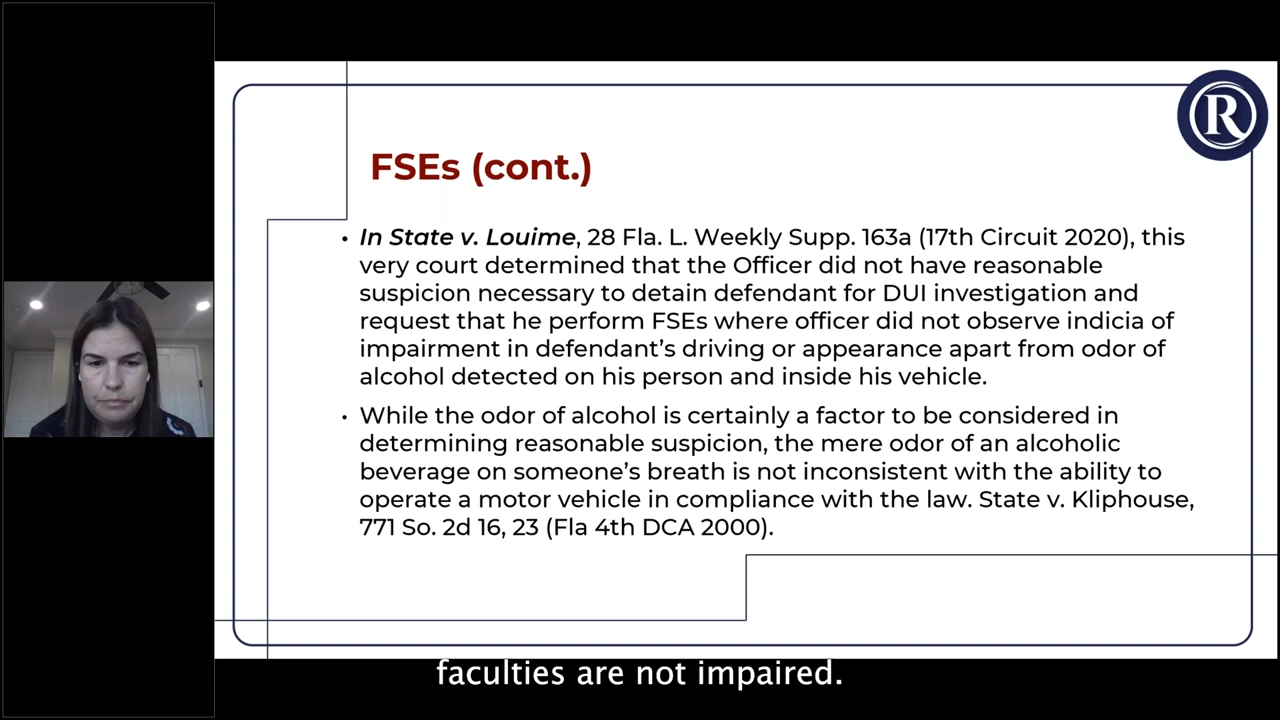 R
FSEs (cont.)
• In State v. Louime, 28 Fla. L. Weekly Supp. 163a (17th Circuit 2020), this
very court determined that the Officer did not have reasonable
suspicion necessary to detain defendant for DUI investigation and
request that he perform FSEs where officer did not observe indicia of
impairment in defendant’s driving or appearance apart from odor of
alcohol detected on his person and inside his vehicle.
• While the odor of alcohol is certainly a factor to be considered in
determining reasonable suspicion, the mere odor of an alcoholic
beverage on someone’s breath is not inconsistent with the ability to
operate a motor vehicle in compliance with the law. State v. Kliphouse,
771 So. 2d 16, 23 (Fla 4th DCA 2000).
faculties are not impaired.